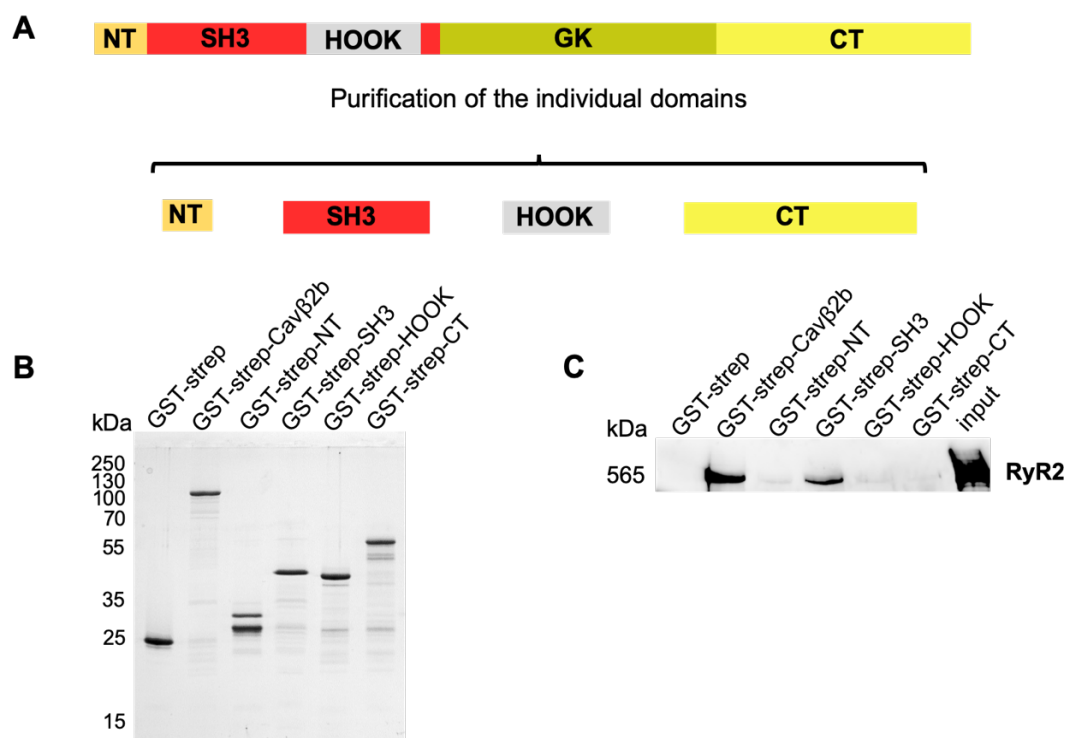 A
NT SH3 HOOK GK CT
Purification of the individual domains
NT SH3 HOOK CT
B
GST-strep
GST-strep-Cavβ2b
GST-strep-NT
GST-strep-SH3
GST-strep-HOOK
GST-strep-CT
kDa
250
130
100
70
55
35
25
15
C
GST-strep
GST-strep-Cavβ2b
GST-strep-NT
GST-strep-SH3
GST-strep-HOOK
GST-strep-CT
input
kDa
565 RyR2